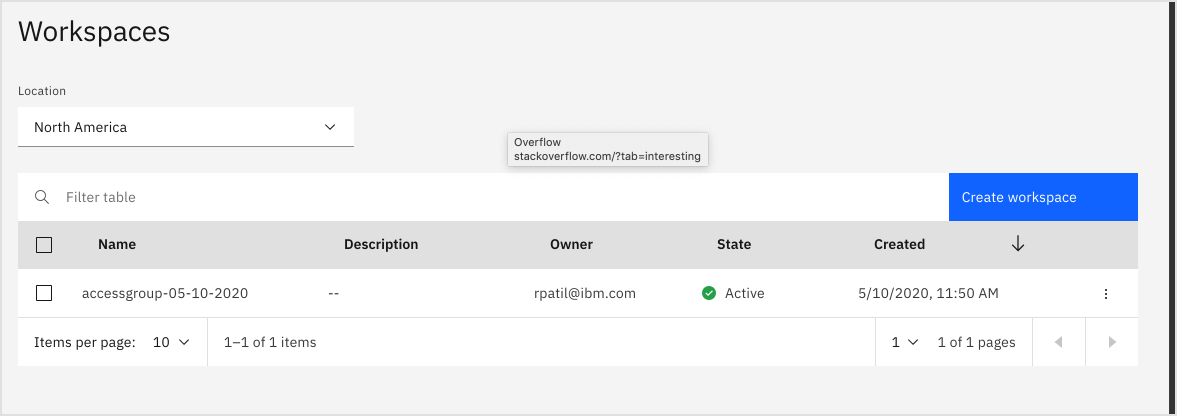 Workspaces
Location
North America
Overflow
stackoverflow.com/?tab=interesting
Filter table
Create workspace
Name Description Owner State Created
accessgroup-05-10-2020 -- rpatil@ibm.com Active 5/10/2020, 11:50 AM
Items per page: 10 1–1 of 1 items 1 1 of 1 pages